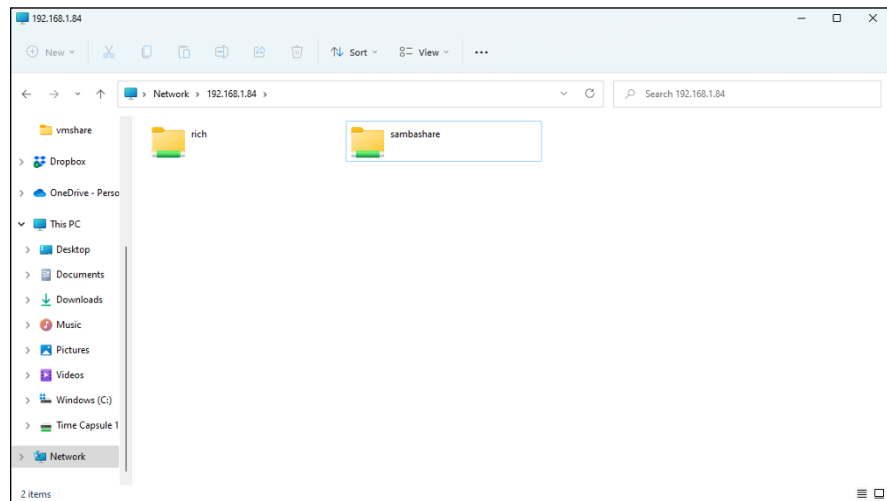 192.168.1.84
New
Sort
View
Network > 192.168.1.84 >
Search 192.168.1.84
vmshare
Dropbox
OneDrive - Perso
This PC
Desktop
Documents
Downloads
Music
Pictures
Videos
Windows (C:)
Time Capsule 1
Network
rich
sambashare
2 items